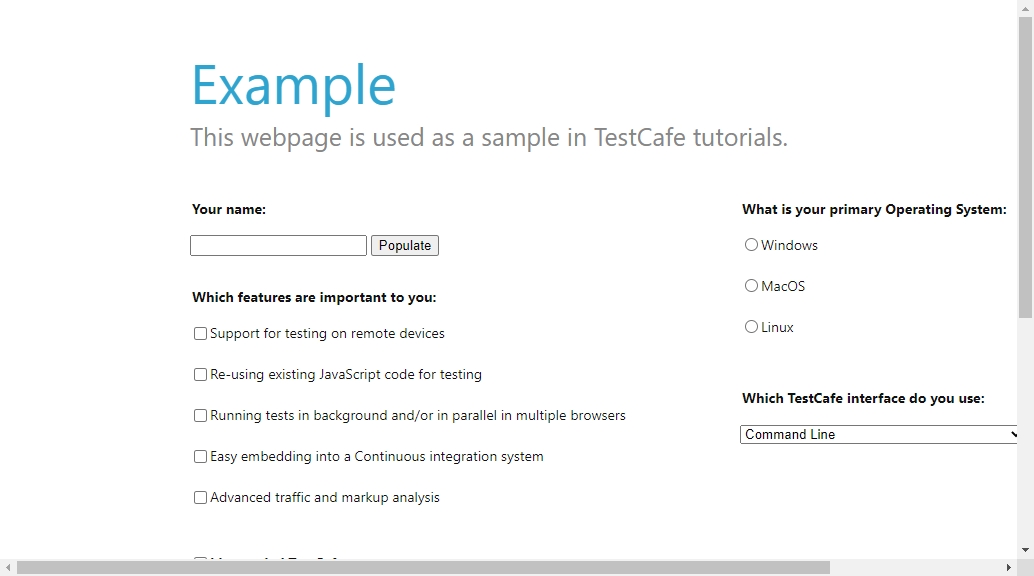 Example
This webpage is used as a sample in TestCafe tutorials.
Your name:
Populate
Which features are important to you:
Support for testing on remote devices
Re-using existing JavaScript code for testing
Running tests in background and/or in parallel in multiple browsers
Easy embedding into a Continuous integration system
Advanced traffic and markup analysis
What is your primary Operating System:
Windows
MacOS
Linux
Which TestCafe interface do you use:
Command Line